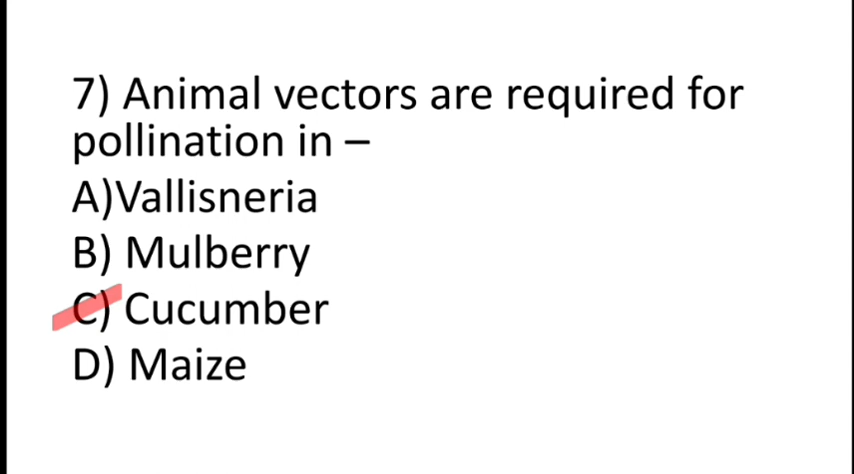 7) Animal vectors are required for
pollination in –
A)Vallisneria
B) Mulberry
C) Cucumber
D) Maize